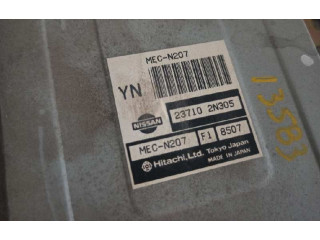 MEC-N207
YN
NISSAN
23710 2N305
MEC-N207 F1 8507
Hitachi, Ltd. Tokyo Japan
MADE IN JAPAN
13583